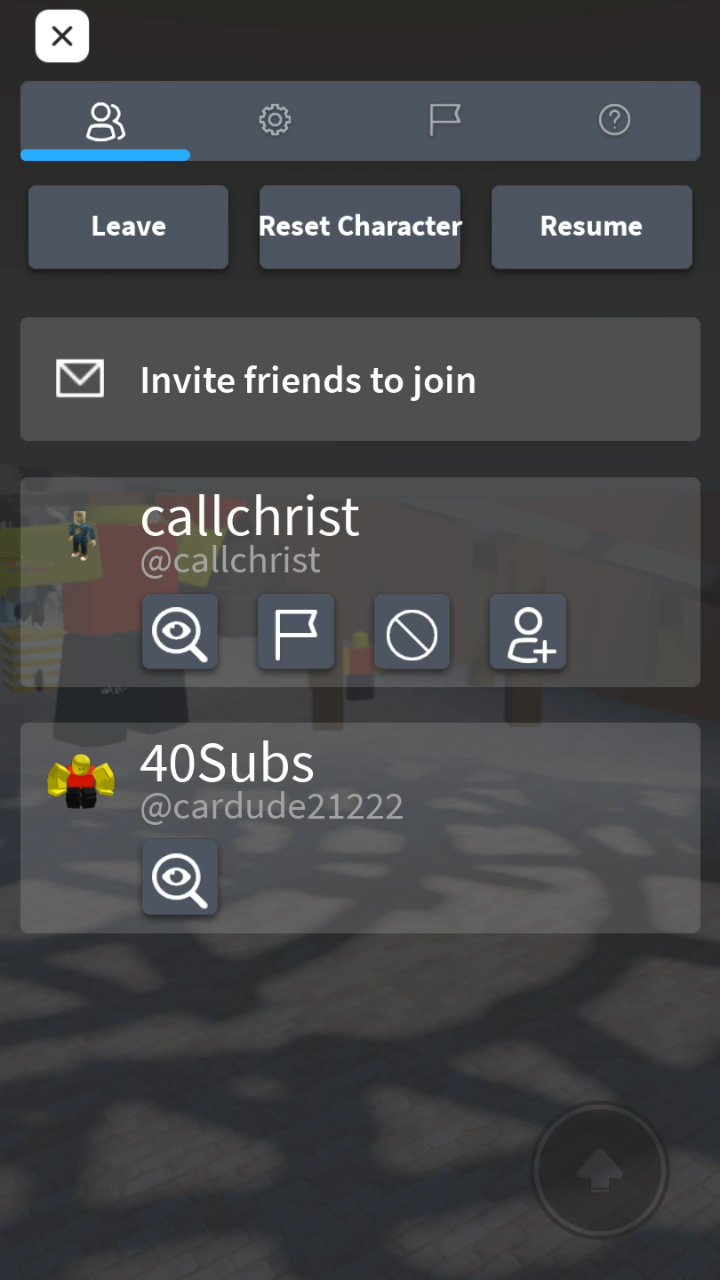 Leave
Reset Character
Resume
Invite friends to join
callchrist
@callchrist
40Subs
@cardude21222